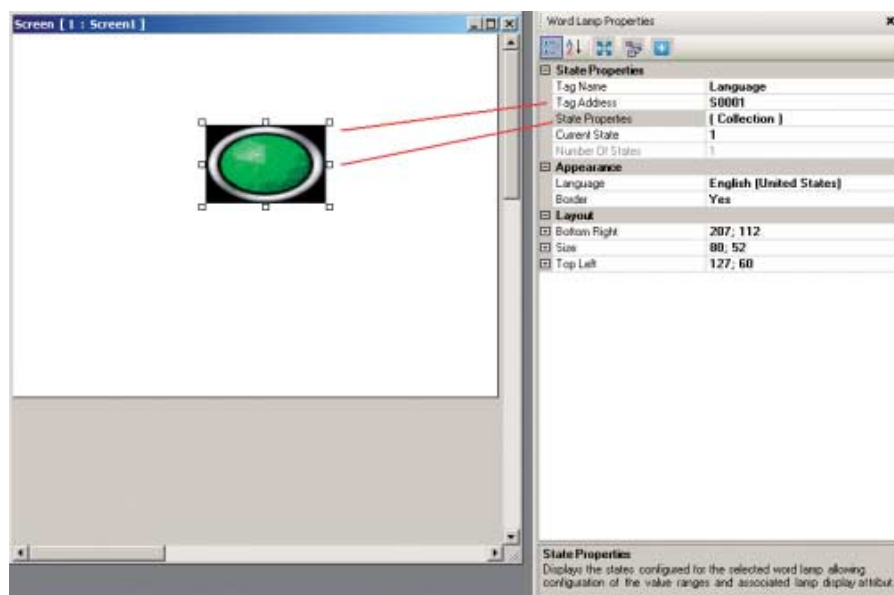 Screen [ 1 : Screen1 ]
Word Lamp Properties
State Properties
Tag Name Language
Tag Address S0001
State Properties ( Collection )
Current State 1
Number Of States 1
Appearance
Language English (United States)
Border Yes
Layout
Bottom Right 207; 112
Size 80; 52
Top Left 127; 60
State Properties
Displays the states configured for the selected word lamp allowing
configuration of the value ranges and associated lamp display attribut